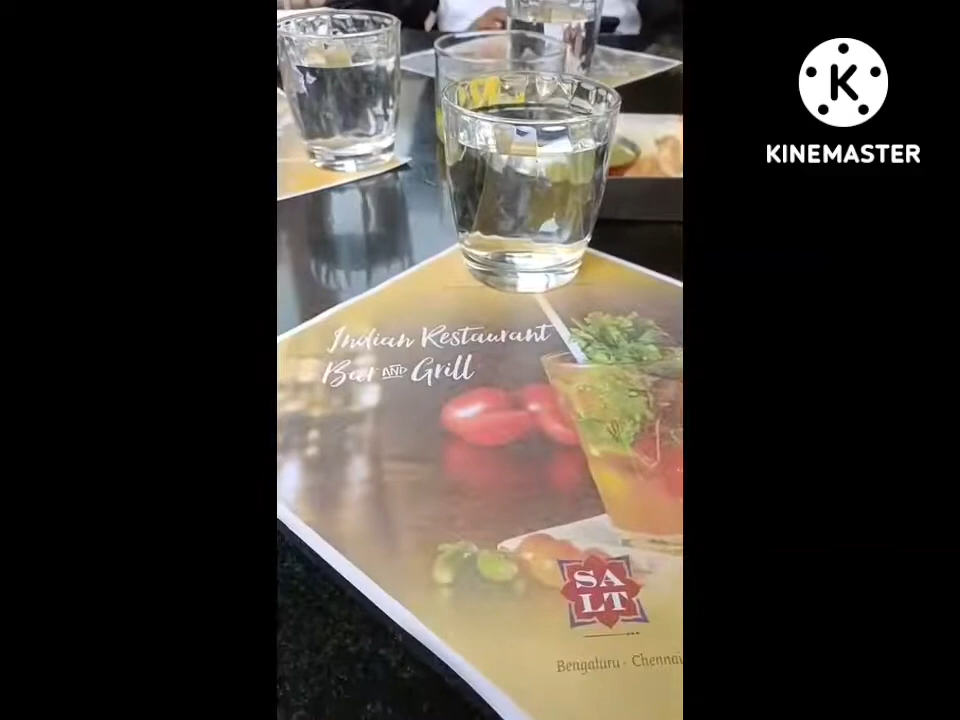 K
KINEMASTER
Indian Restaurant
Bar AND Grill
SA
LT
Bengaluru · Chennai